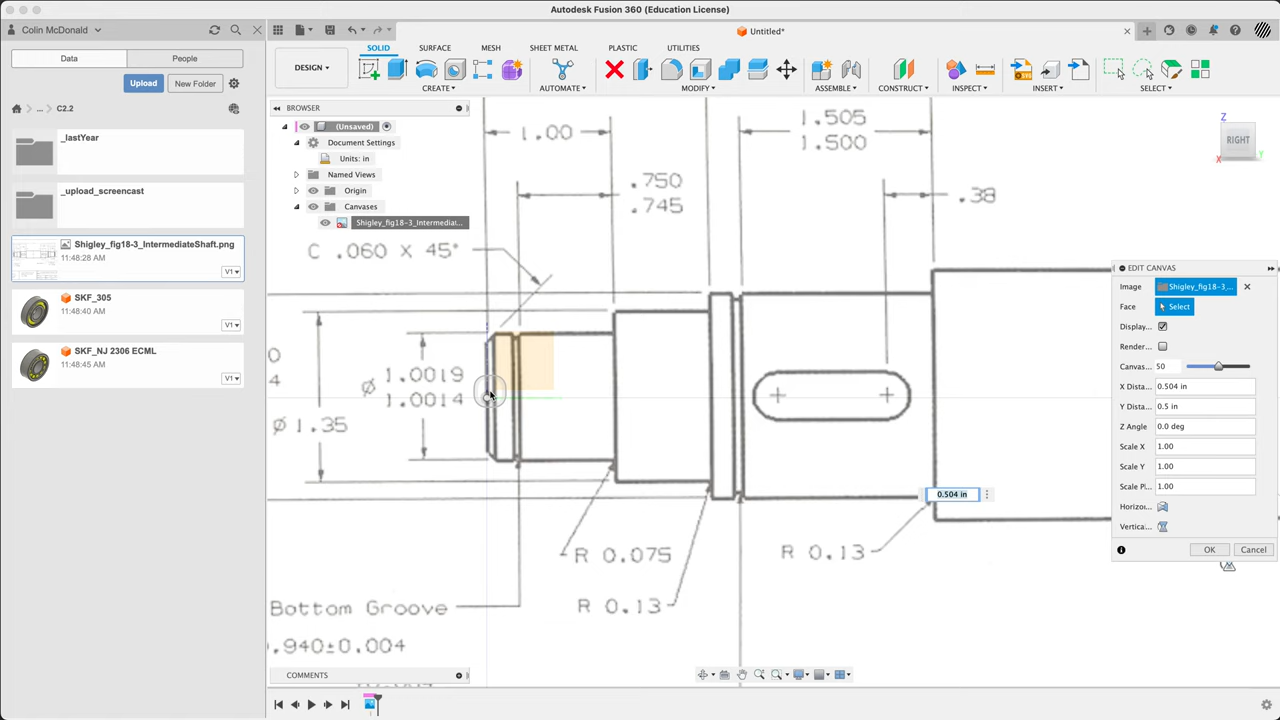 Autodesk Fusion 360 (Education License)
Colin McDonald
Untitled*
Data
People
Upload
New Folder
... C2.2
_lastYear
_upload_screencast
Shigley_fig18-3_IntermediateShaft.png
11:48:28 AM
V1
SKF_305
11:48:40 AM
V1
SKF_NJ 2306 ECML
11:48:45 AM
V1
DESIGN
SOLID
SURFACE
MESH
SHEET METAL
PLASTIC
UTILITIES
CREATE
AUTOMATE
MODIFY
ASSEMBLE
CONSTRUCT
INSPECT
INSERT
SELECT
BROWSER
(Unsaved)
Document Settings
Units: in
Named Views
Origin
Canvases
Shigley_fig18-3_Intermediat...
1.00
.750
.745
1.505
1.500
.38
C .060 X 45°
Ø 1.0019
1.0014
Ø 1.35
0
4
R 0.075
R 0.13
R 0.13
Bottom Groove
.940±0.004
0.504 in
Z
RIGHT
X
Y
EDIT CANVAS
Image Shigley_fig18-3_...
Face Select
Display...
Render...
Canvas... 50
X Dista... 0.504 in
Y Dista... 0.5 in
Z Angle 0.0 deg
Scale X 1.00
Scale Y 1.00
Scale Pl... 1.00
Horizo...
Vertica...
OK
Cancel
COMMENTS